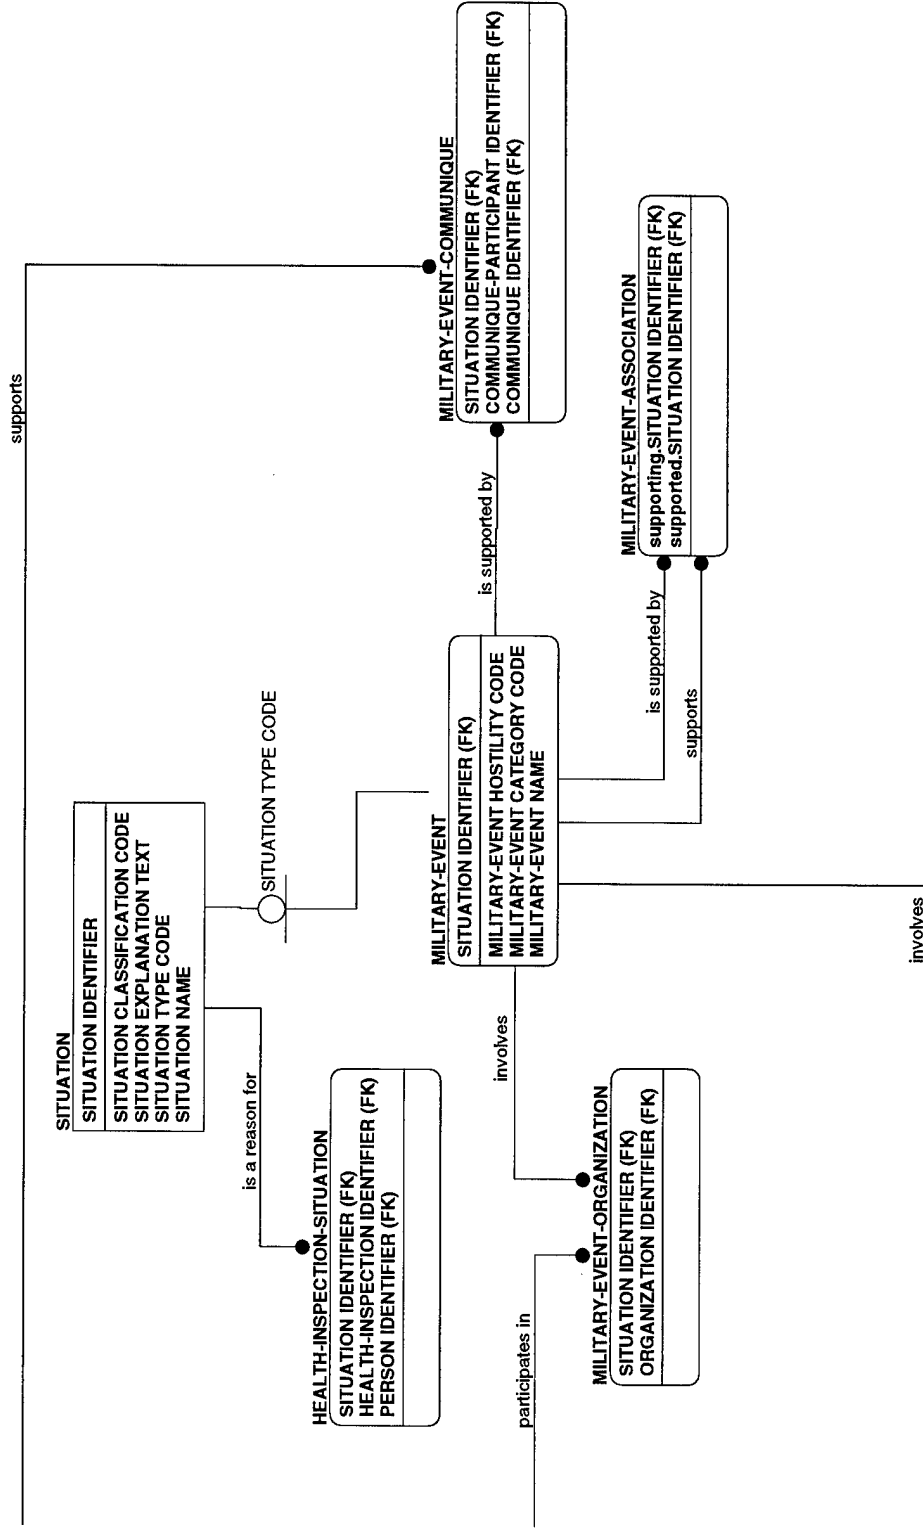 supports
SITUATION
SITUATION IDENTIFIER
SITUATION CLASSIFICATION CODE
SITUATION EXPLANATION TEXT
SITUATION TYPE CODE
SITUATION NAME
is a reason for
SITUATION TYPE CODE
HEALTH-INSPECTION-SITUATION
SITUATION IDENTIFIER (FK)
HEALTH-INSPECTION IDENTIFIER (FK)
PERSON IDENTIFIER (FK)
MILITARY-EVENT
SITUATION IDENTIFIER (FK)
MILITARY-EVENT HOSTILITY CODE
MILITARY-EVENT CATEGORY CODE
MILITARY-EVENT NAME
is supported by
MILITARY-EVENT-COMMUNIQUE
SITUATION IDENTIFIER (FK)
COMMUNIQUE-PARTICIPANT IDENTIFIER (FK)
COMMUNIQUE IDENTIFIER (FK)
involves
participates in
MILITARY-EVENT-ORGANIZATION
SITUATION IDENTIFIER (FK)
ORGANIZATION IDENTIFIER (FK)
is supported by
supports
MILITARY-EVENT-ASSOCIATION
supporting.SITUATION IDENTIFIER (FK)
supported.SITUATION IDENTIFIER (FK)
involves